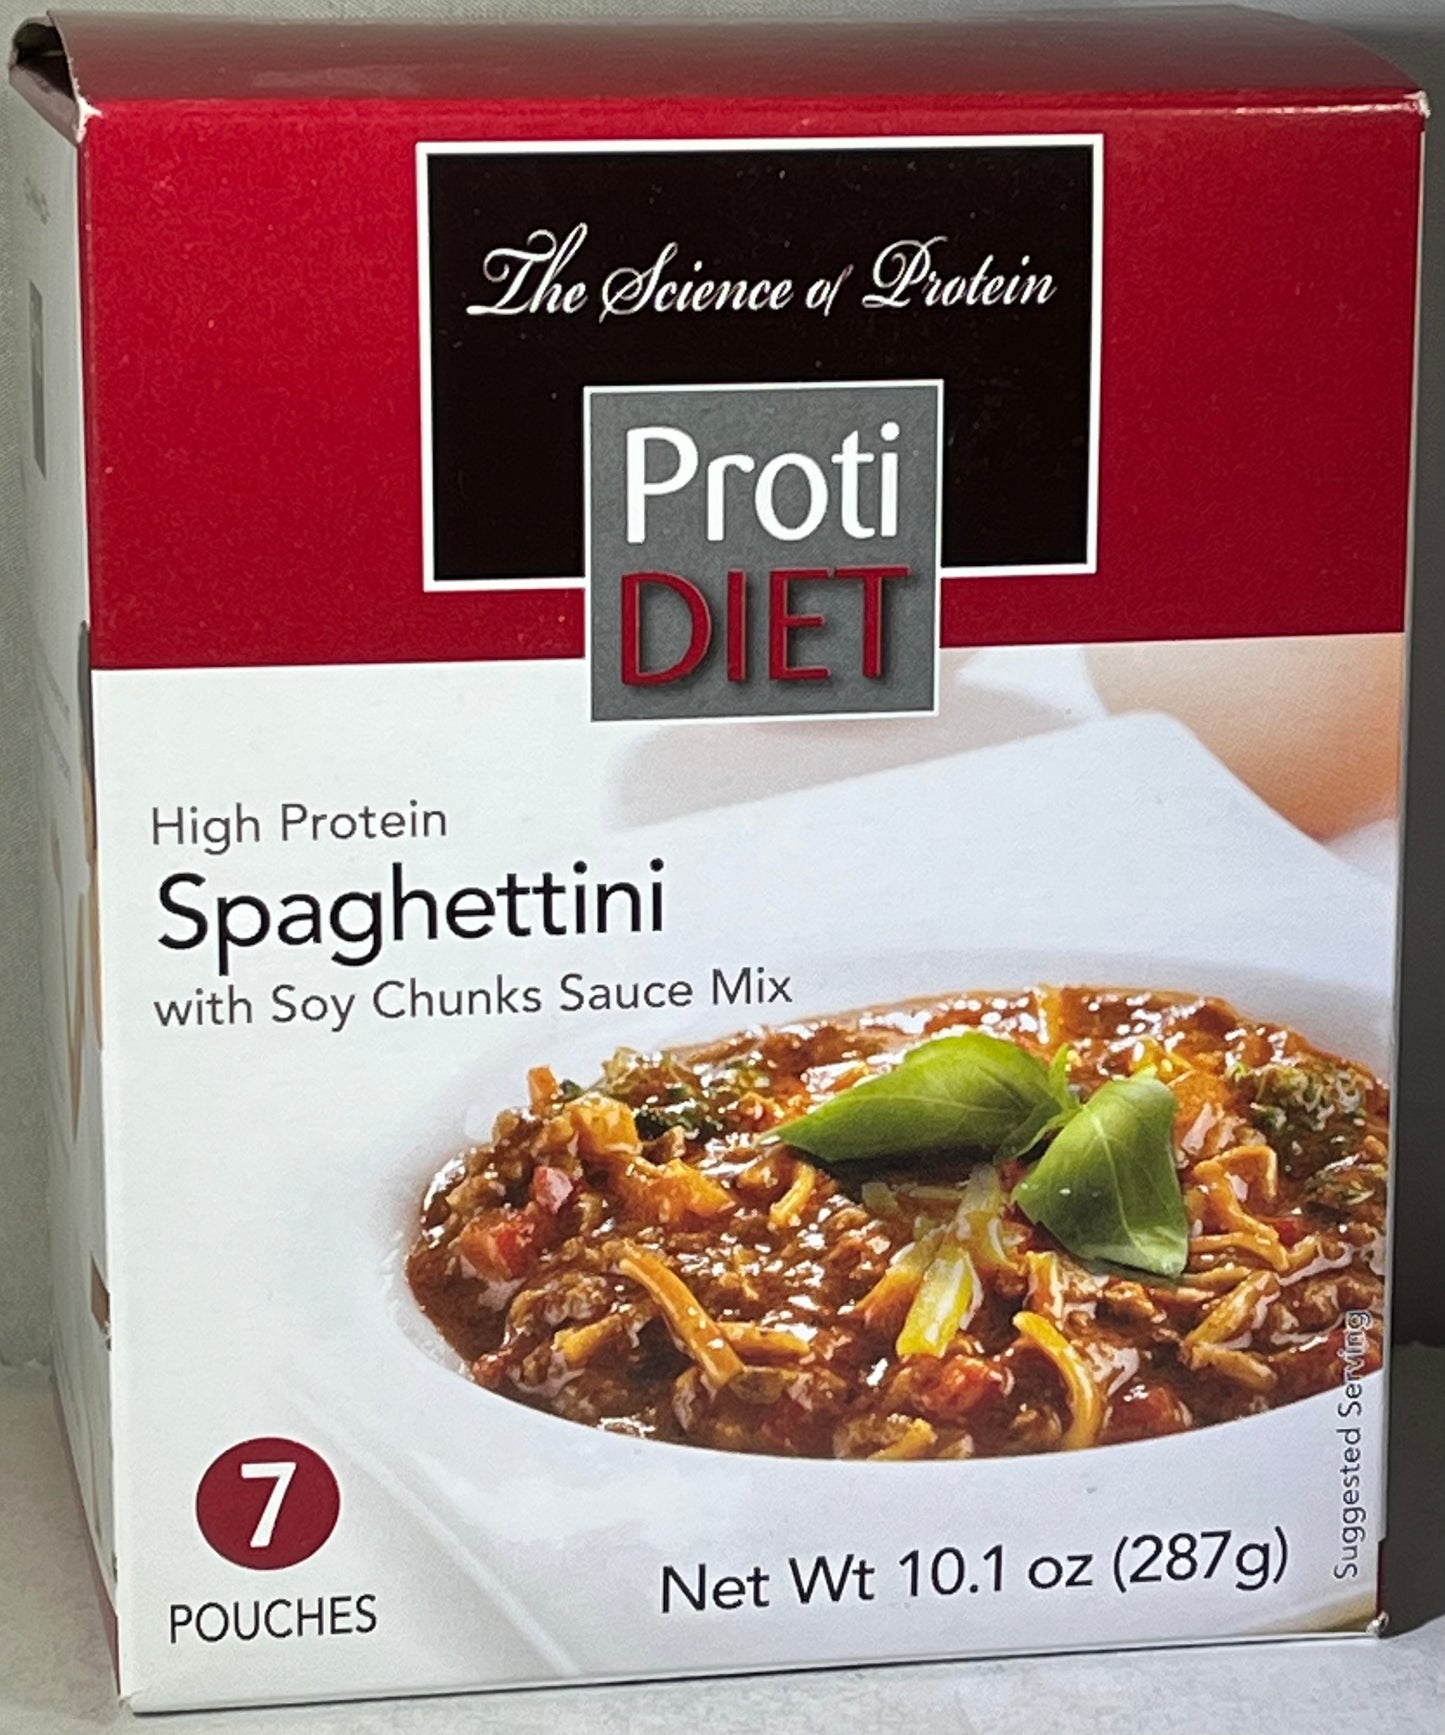 The Science of Protein
Proti
DIET
High Protein
Spaghettini
with Soy Chunks Sauce Mix
7
POUCHES
Net Wt 10.1 oz (287g)
Suggested Serving